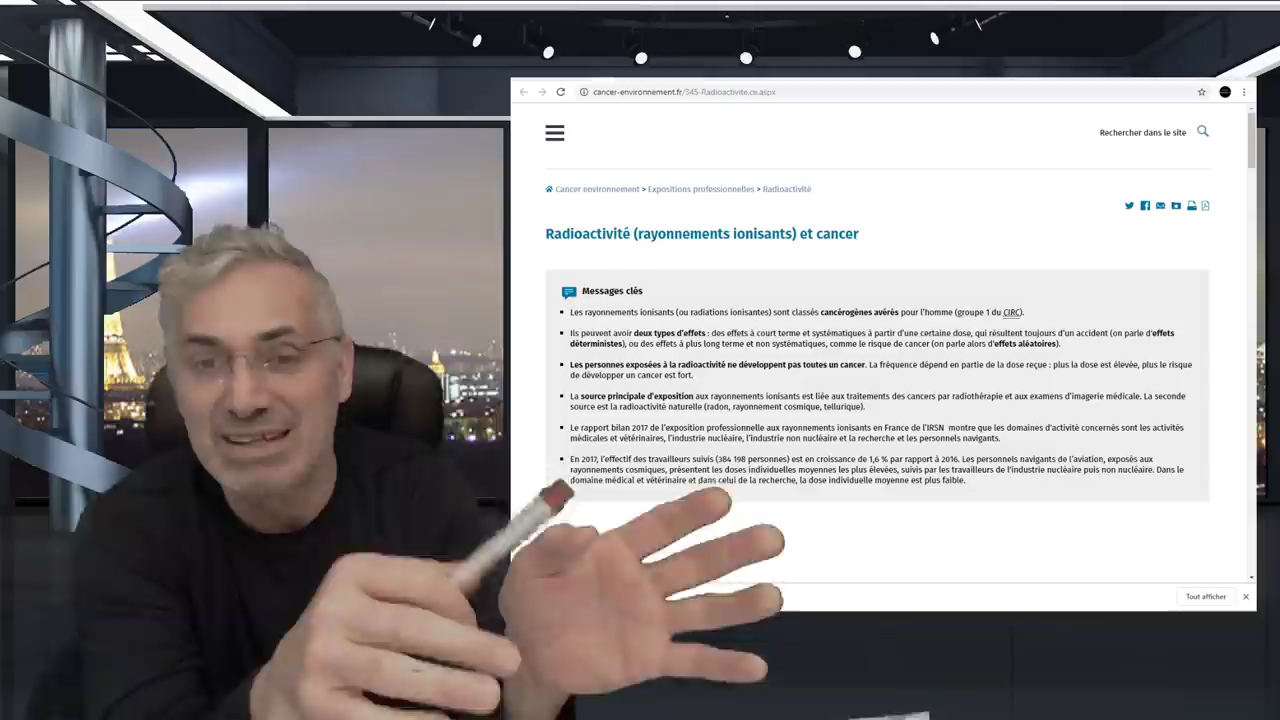 cancer-environnement.fr/345-Radioactivite.ce.aspx
Rechercher dans le site
Cancer environnement > Expositions professionnelles > Radioactivité
Radioactivité (rayonnements ionisants) et cancer
Messages clés
Les rayonnements ionisants (ou radiations ionisantes) sont classés cancérogènes avérés pour l'homme (groupe 1 du CIRC).
Ils peuvent avoir deux types d'effets : des effets à court terme et systématiques à partir d'une certaine dose, qui résultent toujours d'un accident (on parle d'effets
déterministes), ou des effets à plus long terme et non systématiques, comme le risque de cancer (on parle alors d'effets aléatoires).
Les personnes exposées à la radioactivité ne développent pas toutes un cancer. La fréquence dépend en partie de la dose reçue : plus la dose est élevée, plus le risque
de développer un cancer est fort.
La source principale d'exposition aux rayonnements ionisants est liée aux traitements des cancers par radiothérapie et aux examens d'imagerie médicale. La seconde
source est la radioactivité naturelle (radon, rayonnement cosmique, tellurique).
Le rapport bilan 2017 de l'exposition professionnelle aux rayonnements ionisants en France de l'IRSN montre que les domaines d'activité concernés sont les activités
médicales et vétérinaires, l'industrie nucléaire, l'industrie non nucléaire et la recherche et les personnels navigants.
En 2017, l'effectif des travailleurs suivis (384 198 personnes) est en croissance de 1,6 % par rapport à 2016. Les personnels navigants de l'aviation, exposés aux
rayonnements cosmiques, présentent les doses individuelles moyennes les plus élevées, suivis par les travailleurs de l'industrie nucléaire puis non nucléaire. Dans le
domaine médical et vétérinaire et dans celui de la recherche, la dose individuelle moyenne est plus faible.
Tout afficher